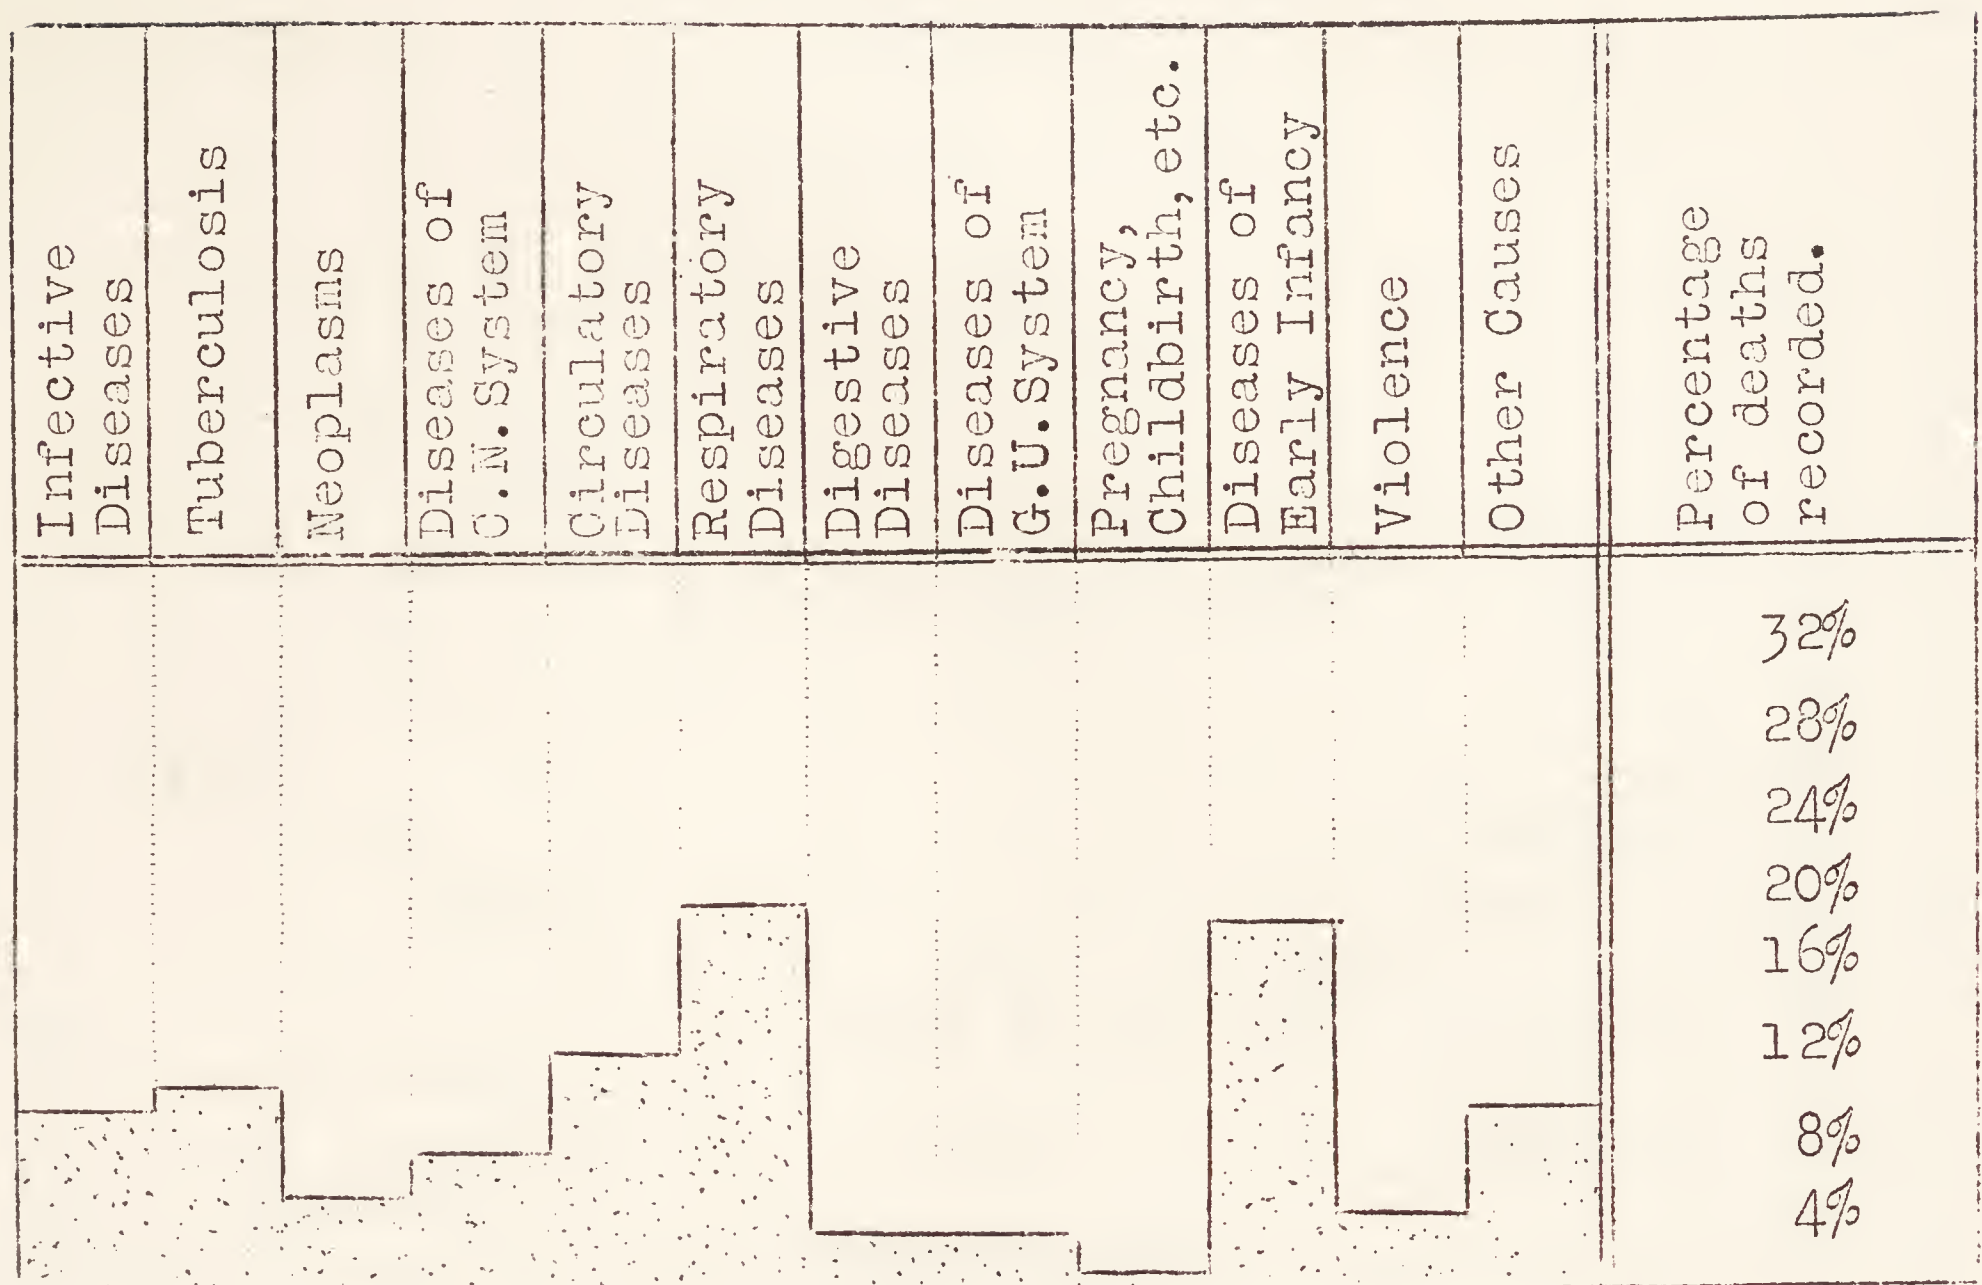 Infective
Diseases
Tuberculosis
Neoplasms
Diseases of
C.N.System
Circulatory
Diseases
Respiratory
Diseases
Digestive
Diseases
Diseases of
G.U.System
Pregnancy,
Childbirth,etc.
Diseases of
Early Infancy
Violence
Other Causes
Percentage
of deaths
recorded.
32%
28%
24%
20%
16%
12%
8%
4%